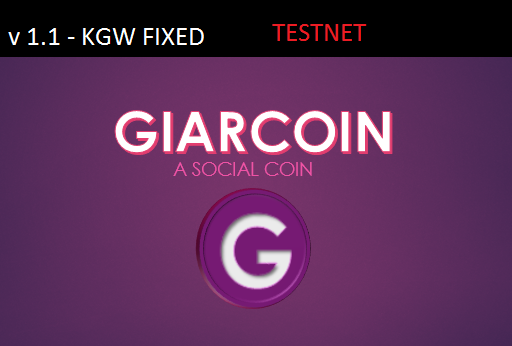 v 1.1 - KGW FIXED TESTNET
GIARCOIN
A SOCIAL COIN
G